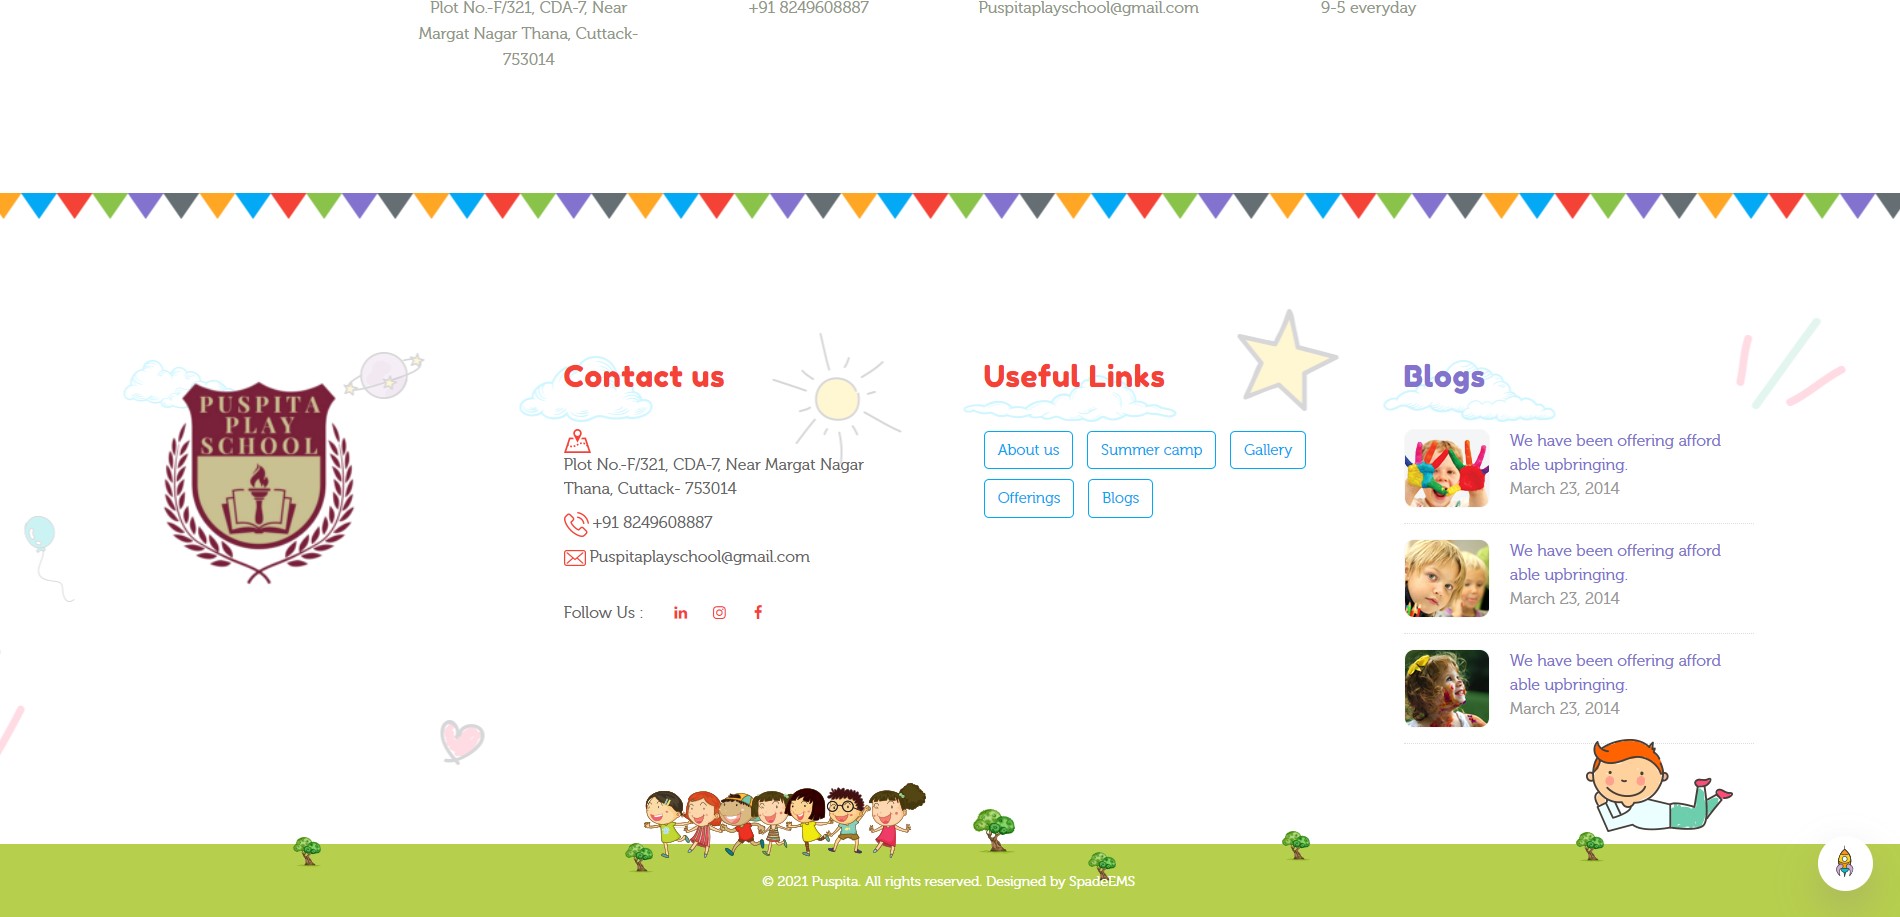 Plot No.-F/321, CDA-7, Near
Margat Nagar Thana, Cuttack-
753014
+91 8249608887
Puspitaplayschool@gmail.com
9-5 everyday
PUSPITA
PLAY
SCHOOL
Contact us
Plot No.-F/321, CDA-7, Near Margat Nagar
Thana, Cuttack- 753014
+91 8249608887
Puspitaplayschool@gmail.com
Follow Us :
Useful Links
About us
Summer camp
Gallery
Offerings
Blogs
Blogs
We have been offering afford
able upbringing.
March 23, 2014
We have been offering afford
able upbringing.
March 23, 2014
We have been offering afford
able upbringing.
March 23, 2014
© 2021 Puspita. All rights reserved. Designed by SpadeEMS